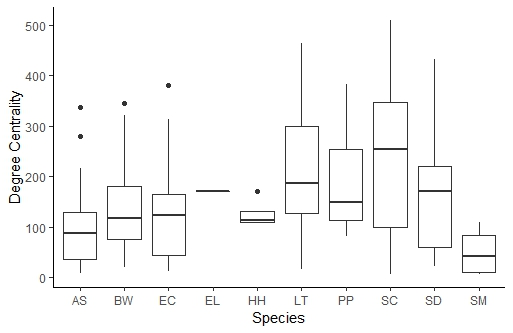 Degree Centrality
500
400
300
200
100
0
AS BW EC EL HH LT PP SC SD SM
Species